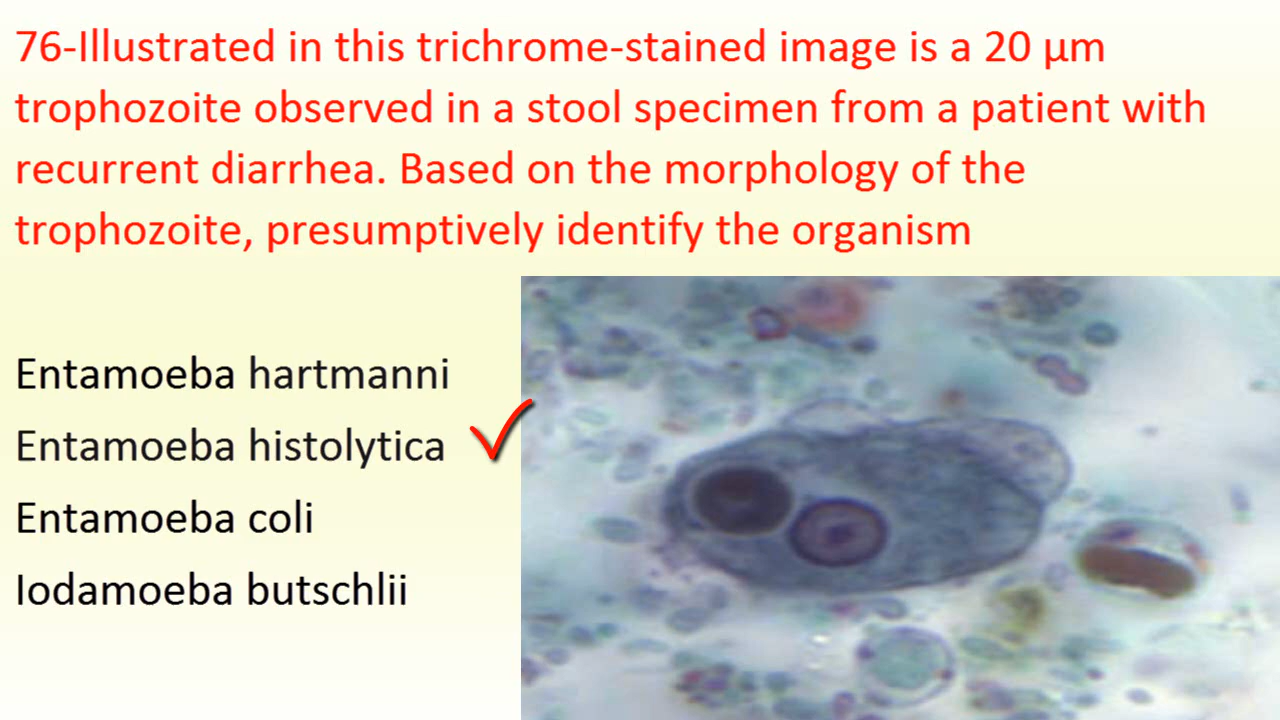 76-Illustrated in this trichrome-stained image is a 20 µm
trophozoite observed in a stool specimen from a patient with
recurrent diarrhea. Based on the morphology of the
trophozoite, presumptively identify the organism
Entamoeba hartmanni
Entamoeba histolytica
Entamoeba coli
Iodamoeba butschlii